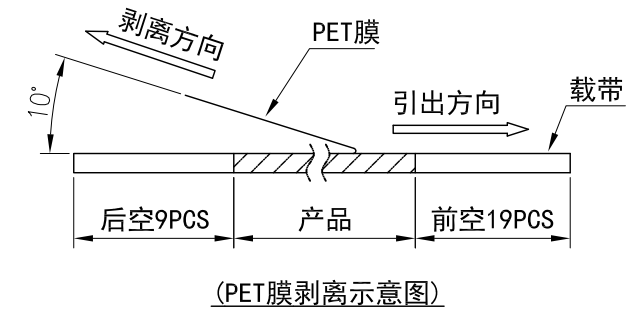 剥离方向
PET膜
10°
引出方向
载带
后空9PCS
产品
前空19PCS
(PET膜剥离示意图)